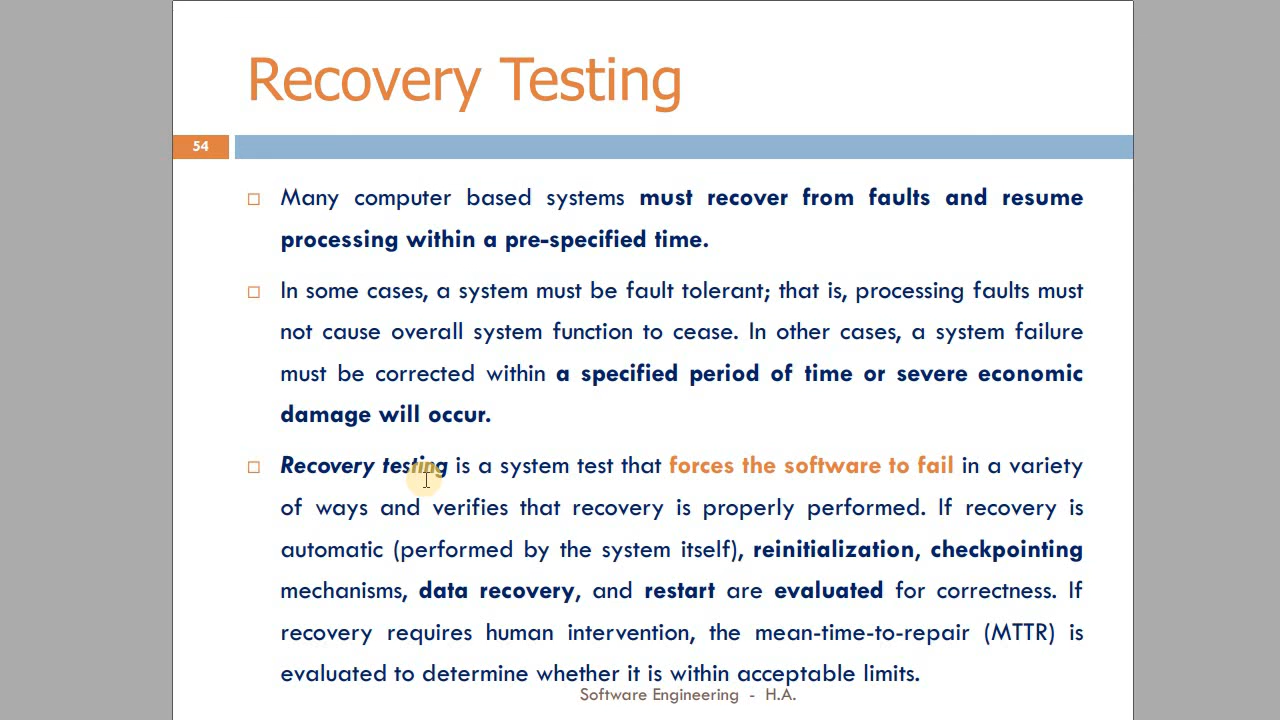 Recovery Testing
54
Many computer based systems must recover from faults and resume
processing within a pre-specified time.
In some cases, a system must be fault tolerant; that is, processing faults must
not cause overall system function to cease. In other cases, a system failure
must be corrected within a specified period of time or severe economic
damage will occur.
Recovery testing is a system test that forces the software to fail in a variety
of ways and verifies that recovery is properly performed. If recovery is
automatic (performed by the system itself), reinitialization, checkpointing
mechanisms, data recovery, and restart are evaluated for correctness. If
recovery requires human intervention, the mean-time-to-repair (MTTR) is
evaluated to determine whether it is within acceptable limits.
Software Engineering - H.A.